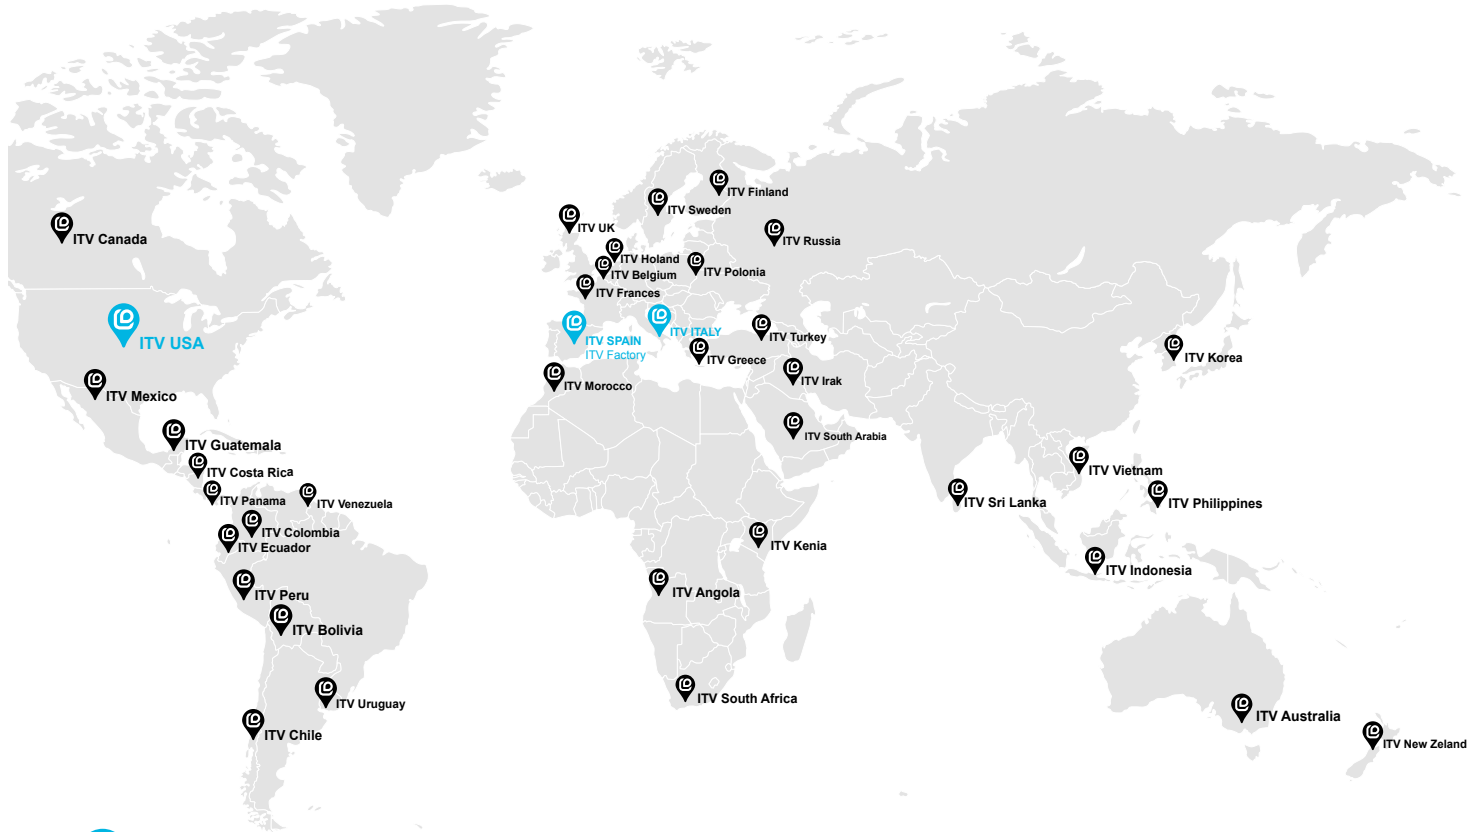 ITV Finland
ITV Sweden
ITV UK
ITV Canada
ITV Russia
ITV Holand
ITV Belgium
ITV Polonia
ITV Frances
ITV USA
ITV SPAIN
ITV Factory
ITV ITALY
ITV Turkey
ITV Greece
ITV Korea
ITV Irak
ITV Morocco
ITV Mexico
ITV South Arabia
ITV Guatemala
ITV Costa Rica
ITV Vietnam
ITV Panama
ITV Venezuela
ITV Sri Lanka
ITV Philippines
ITV Colombia
ITV Ecuador
ITV Kenia
ITV Indonesia
ITV Peru
ITV Angola
ITV Bolivia
ITV South Africa
ITV Uruguay
ITV Australia
ITV Chile
ITV New Zeland